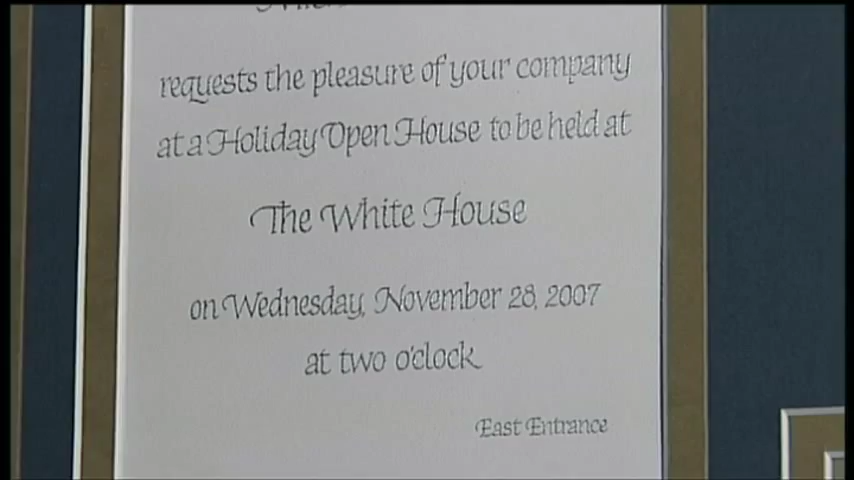 requests the pleasure of your company
at a Holiday Open House to be held at
The White House
on Wednesday, November 28, 2007
at two o'clock
East Entrance